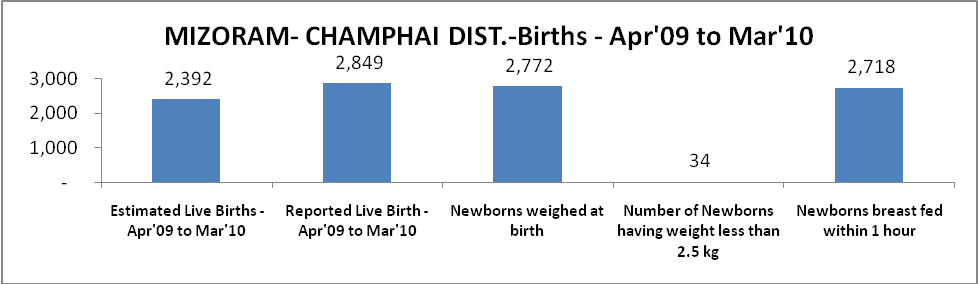 MIZORAM- CHAMPHAI DIST.-Births - Apr'09 to Mar'10
3,000
2,000
1,000
-
2,392
2,849
2,772
34
2,718
Estimated Live Births -
Apr'09 to Mar'10
Reported Live Birth -
Apr'09 to Mar'10
Newborns weighed at
birth
Number of Newborns
having weight less than
2.5 kg
Newborns breast fed
within 1 hour